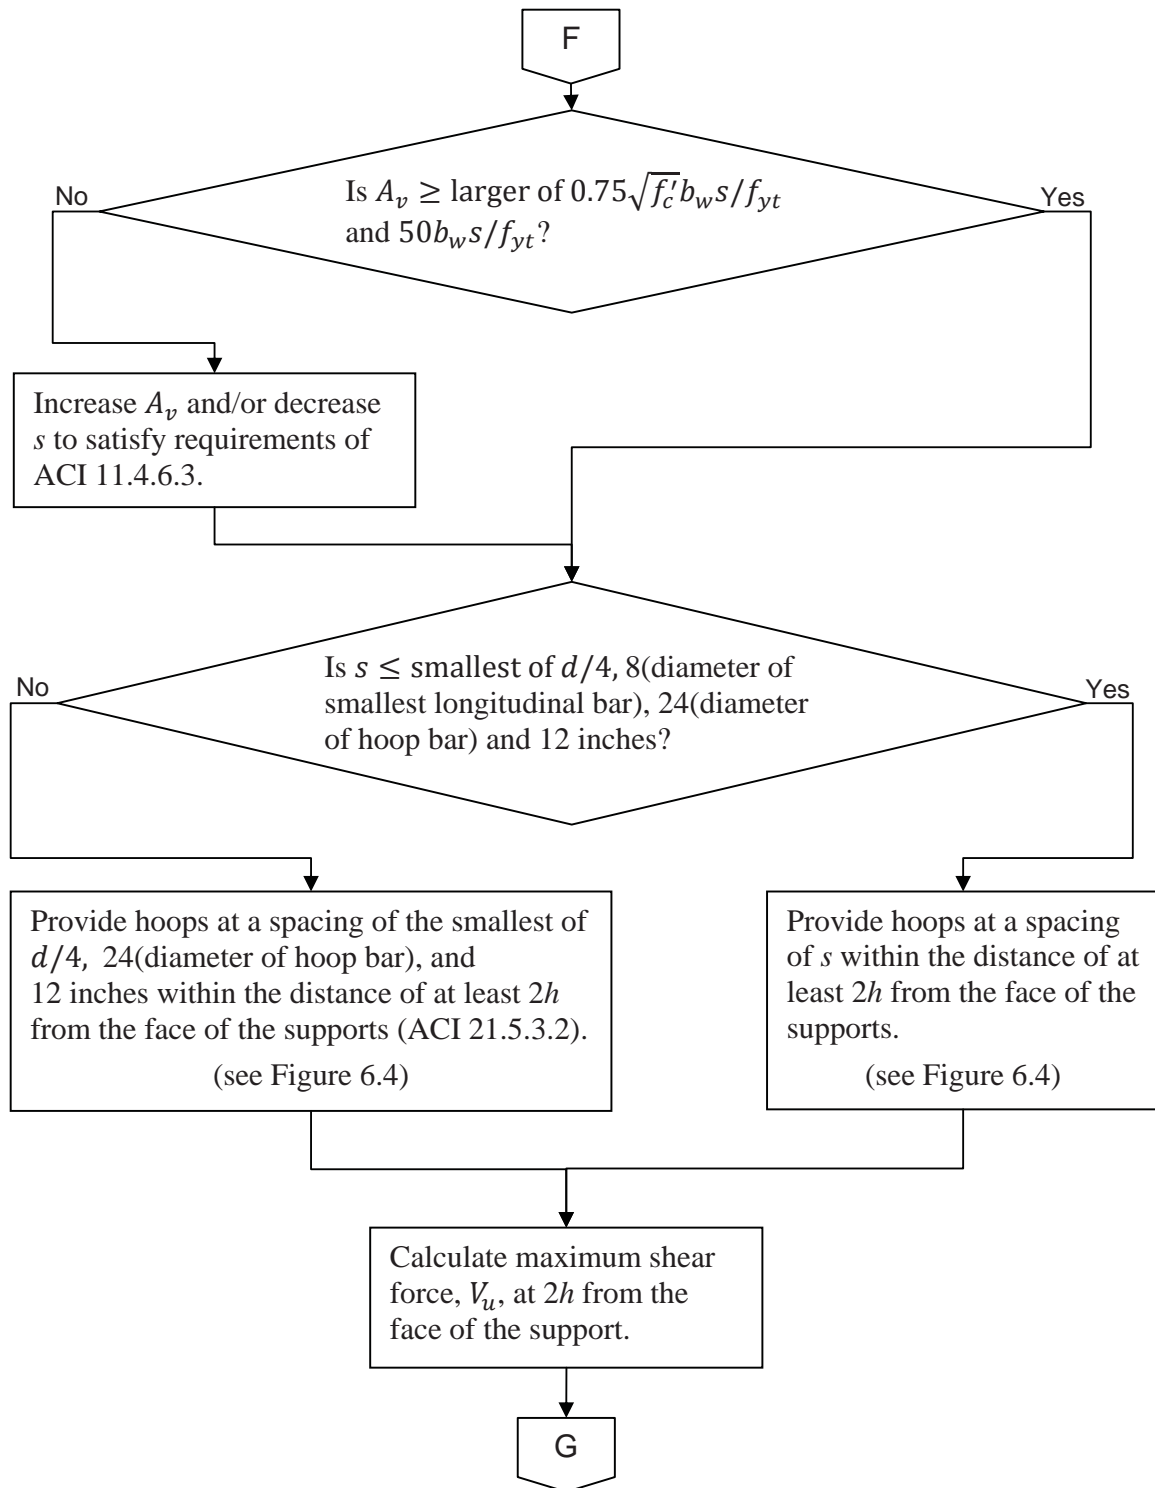 F
No
Is A_v ≥ larger of 0.75√f_c′ b_w s/f_yt
Yes
and 50b_w s/f_yt?
Increase A_v and/or decrease
s to satisfy requirements of
ACI 11.4.6.3.
No
Is s ≤ smallest of d/4, 8(diameter of
Yes
smallest longitudinal bar), 24(diameter
of hoop bar) and 12 inches?
Provide hoops at a spacing of the smallest of
d/4, 24(diameter of hoop bar), and
12 inches within the distance of at least 2h
from the face of the supports (ACI 21.5.3.2).
(see Figure 6.4)
Provide hoops at a spacing
of s within the distance of at
least 2h from the face of the
supports.
(see Figure 6.4)
Calculate maximum shear
force, V_u, at 2h from the
face of the support.
G